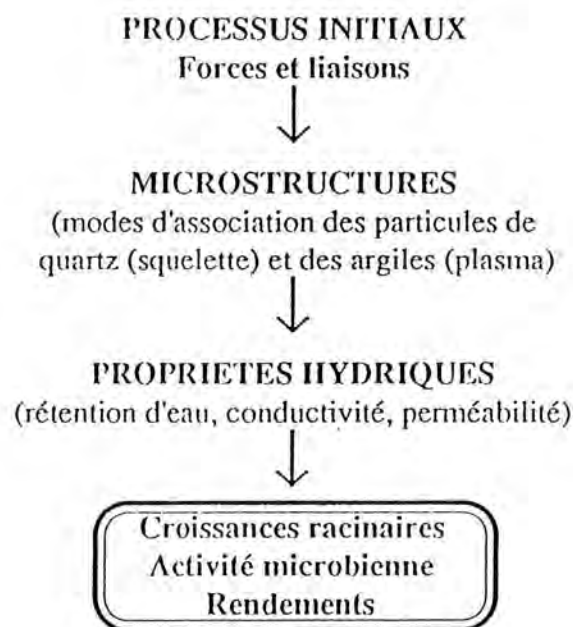 PROCESSUS INITIAUX
Forces et liaisons
MICROSTRUCTURES
(modes d'association des particules de
quartz (squelette) et des argiles (plasma)
PROPRIETES HYDRIQUES
(rétention d'eau, conductivité, perméabilité)
Croissances racinaires
Activité microbienne
Rendements